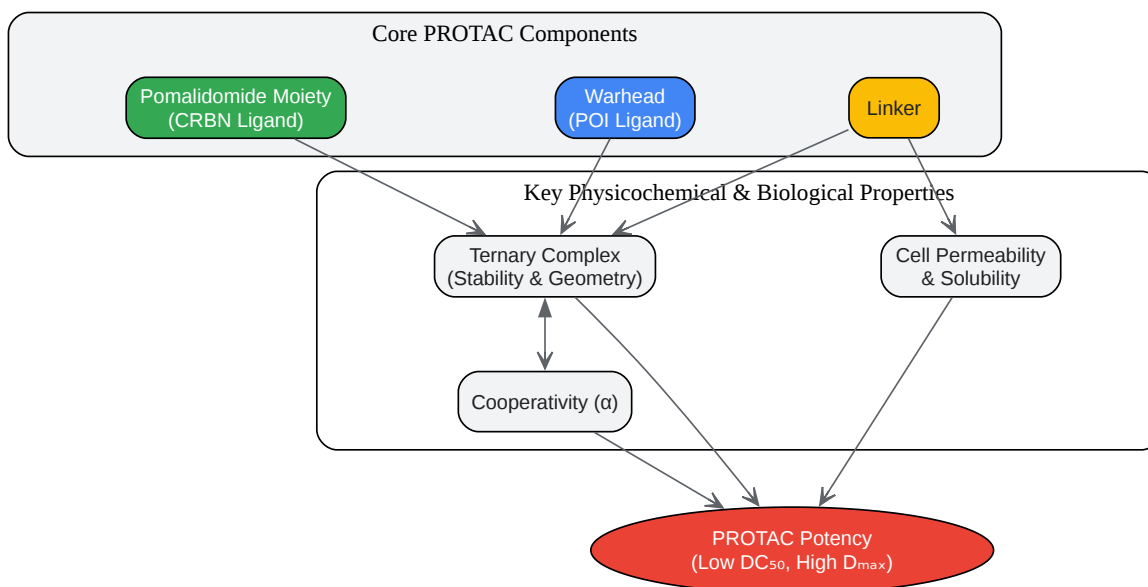 Core PROTAC Components
Pomalidomide Moiety
(CRBN Ligand)
Warhead
(POI Ligand)
Linker
Key Physicochemical & Biological Properties
Ternary Complex
(Stability & Geometry)
Cell Permeability
& Solubility
Cooperativity (α)
PROTAC Potency
(Low DC₅₀, High Dₘₐₓ)